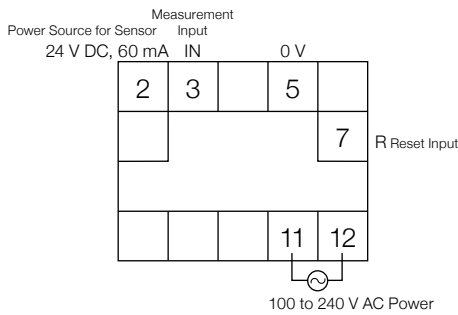 Measurement
Power Source for Sensor Input
24 V DC, 60 mA IN 0 V
2 3 5
7 R Reset Input
11 12
100 to 240 V AC Power